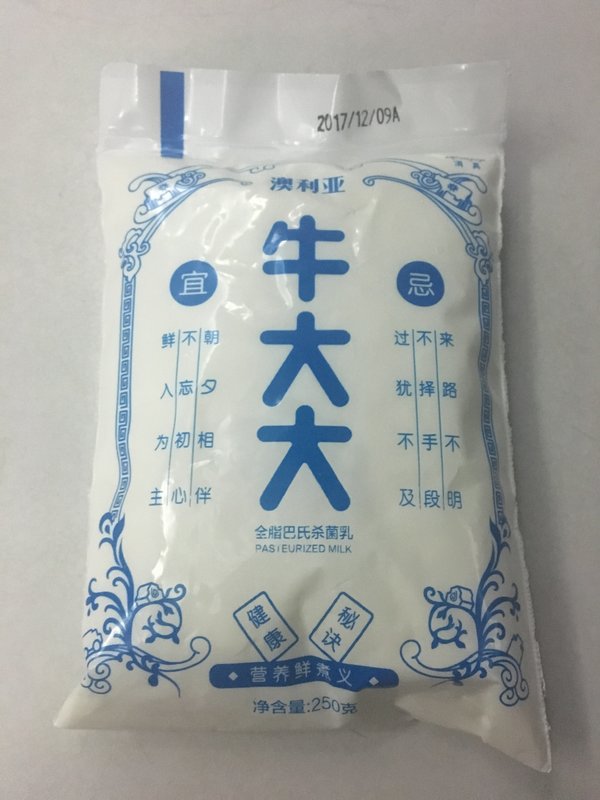 2017/12/09A
澳利亚
牛大大
宜
朝夕相伴
不忘初心
鲜入为主
忌
来路不明
不择手段
过犹不及
全脂巴氏杀菌乳
PASTEURIZED MILK
健康
秘诀
营养鲜煮义
净含量:250克